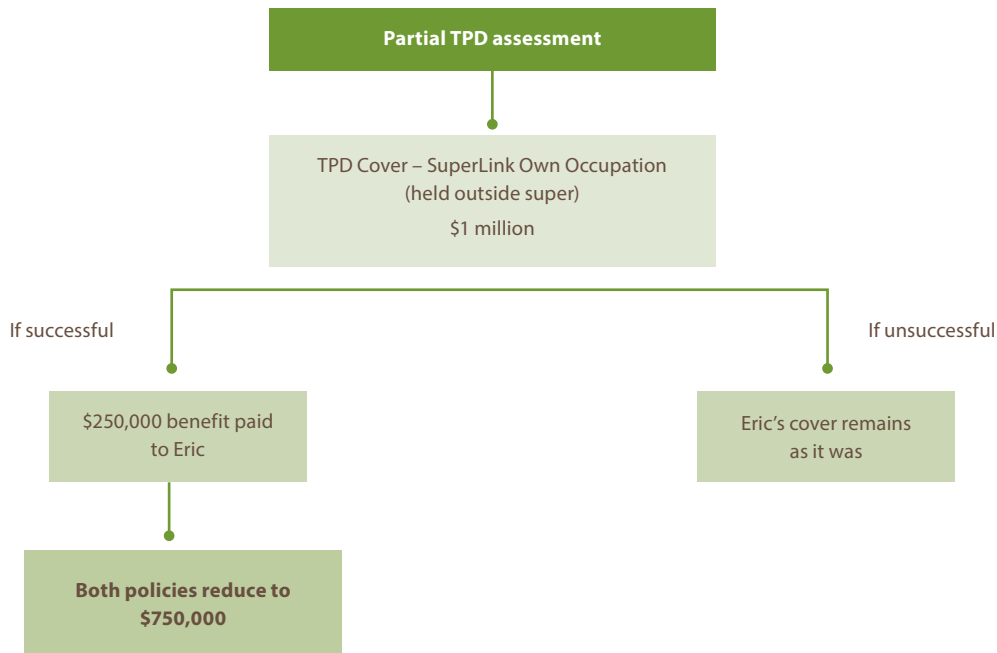 Partial TPD assessment
TPD Cover – SuperLink Own Occupation
(held outside super)
$1 million
If successful
If unsuccessful
$250,000 benefit paid
to Eric
Eric’s cover remains
as it was
Both policies reduce to
$750,000